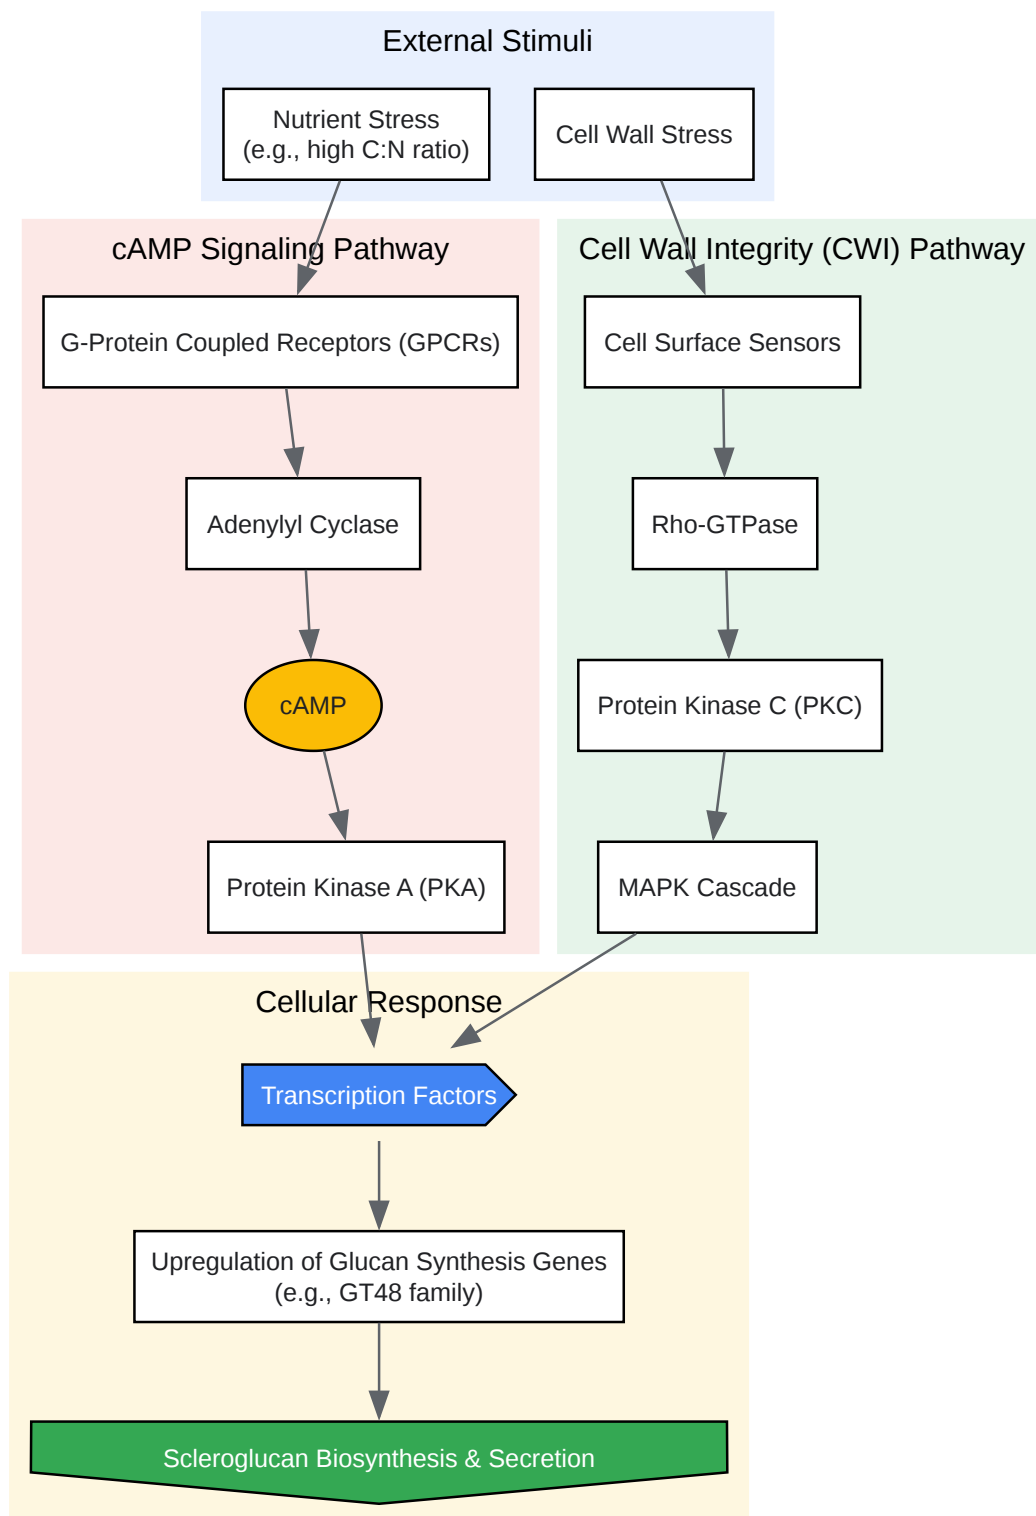 External Stimuli
Nutrient Stress
(e.g., high C:N ratio)
Cell Wall Stress
cAMP Signaling Pathway
G-Protein Coupled Receptors (GPCRs)
Adenylyl Cyclase
cAMP
Protein Kinase A (PKA)
Cell Wall Integrity (CWI) Pathway
Cell Surface Sensors
Rho-GTPase
Protein Kinase C (PKC)
MAPK Cascade
Cellular Response
Transcription Factors
Upregulation of Glucan Synthesis Genes
(e.g., GT48 family)
Scleroglucan Biosynthesis & Secretion